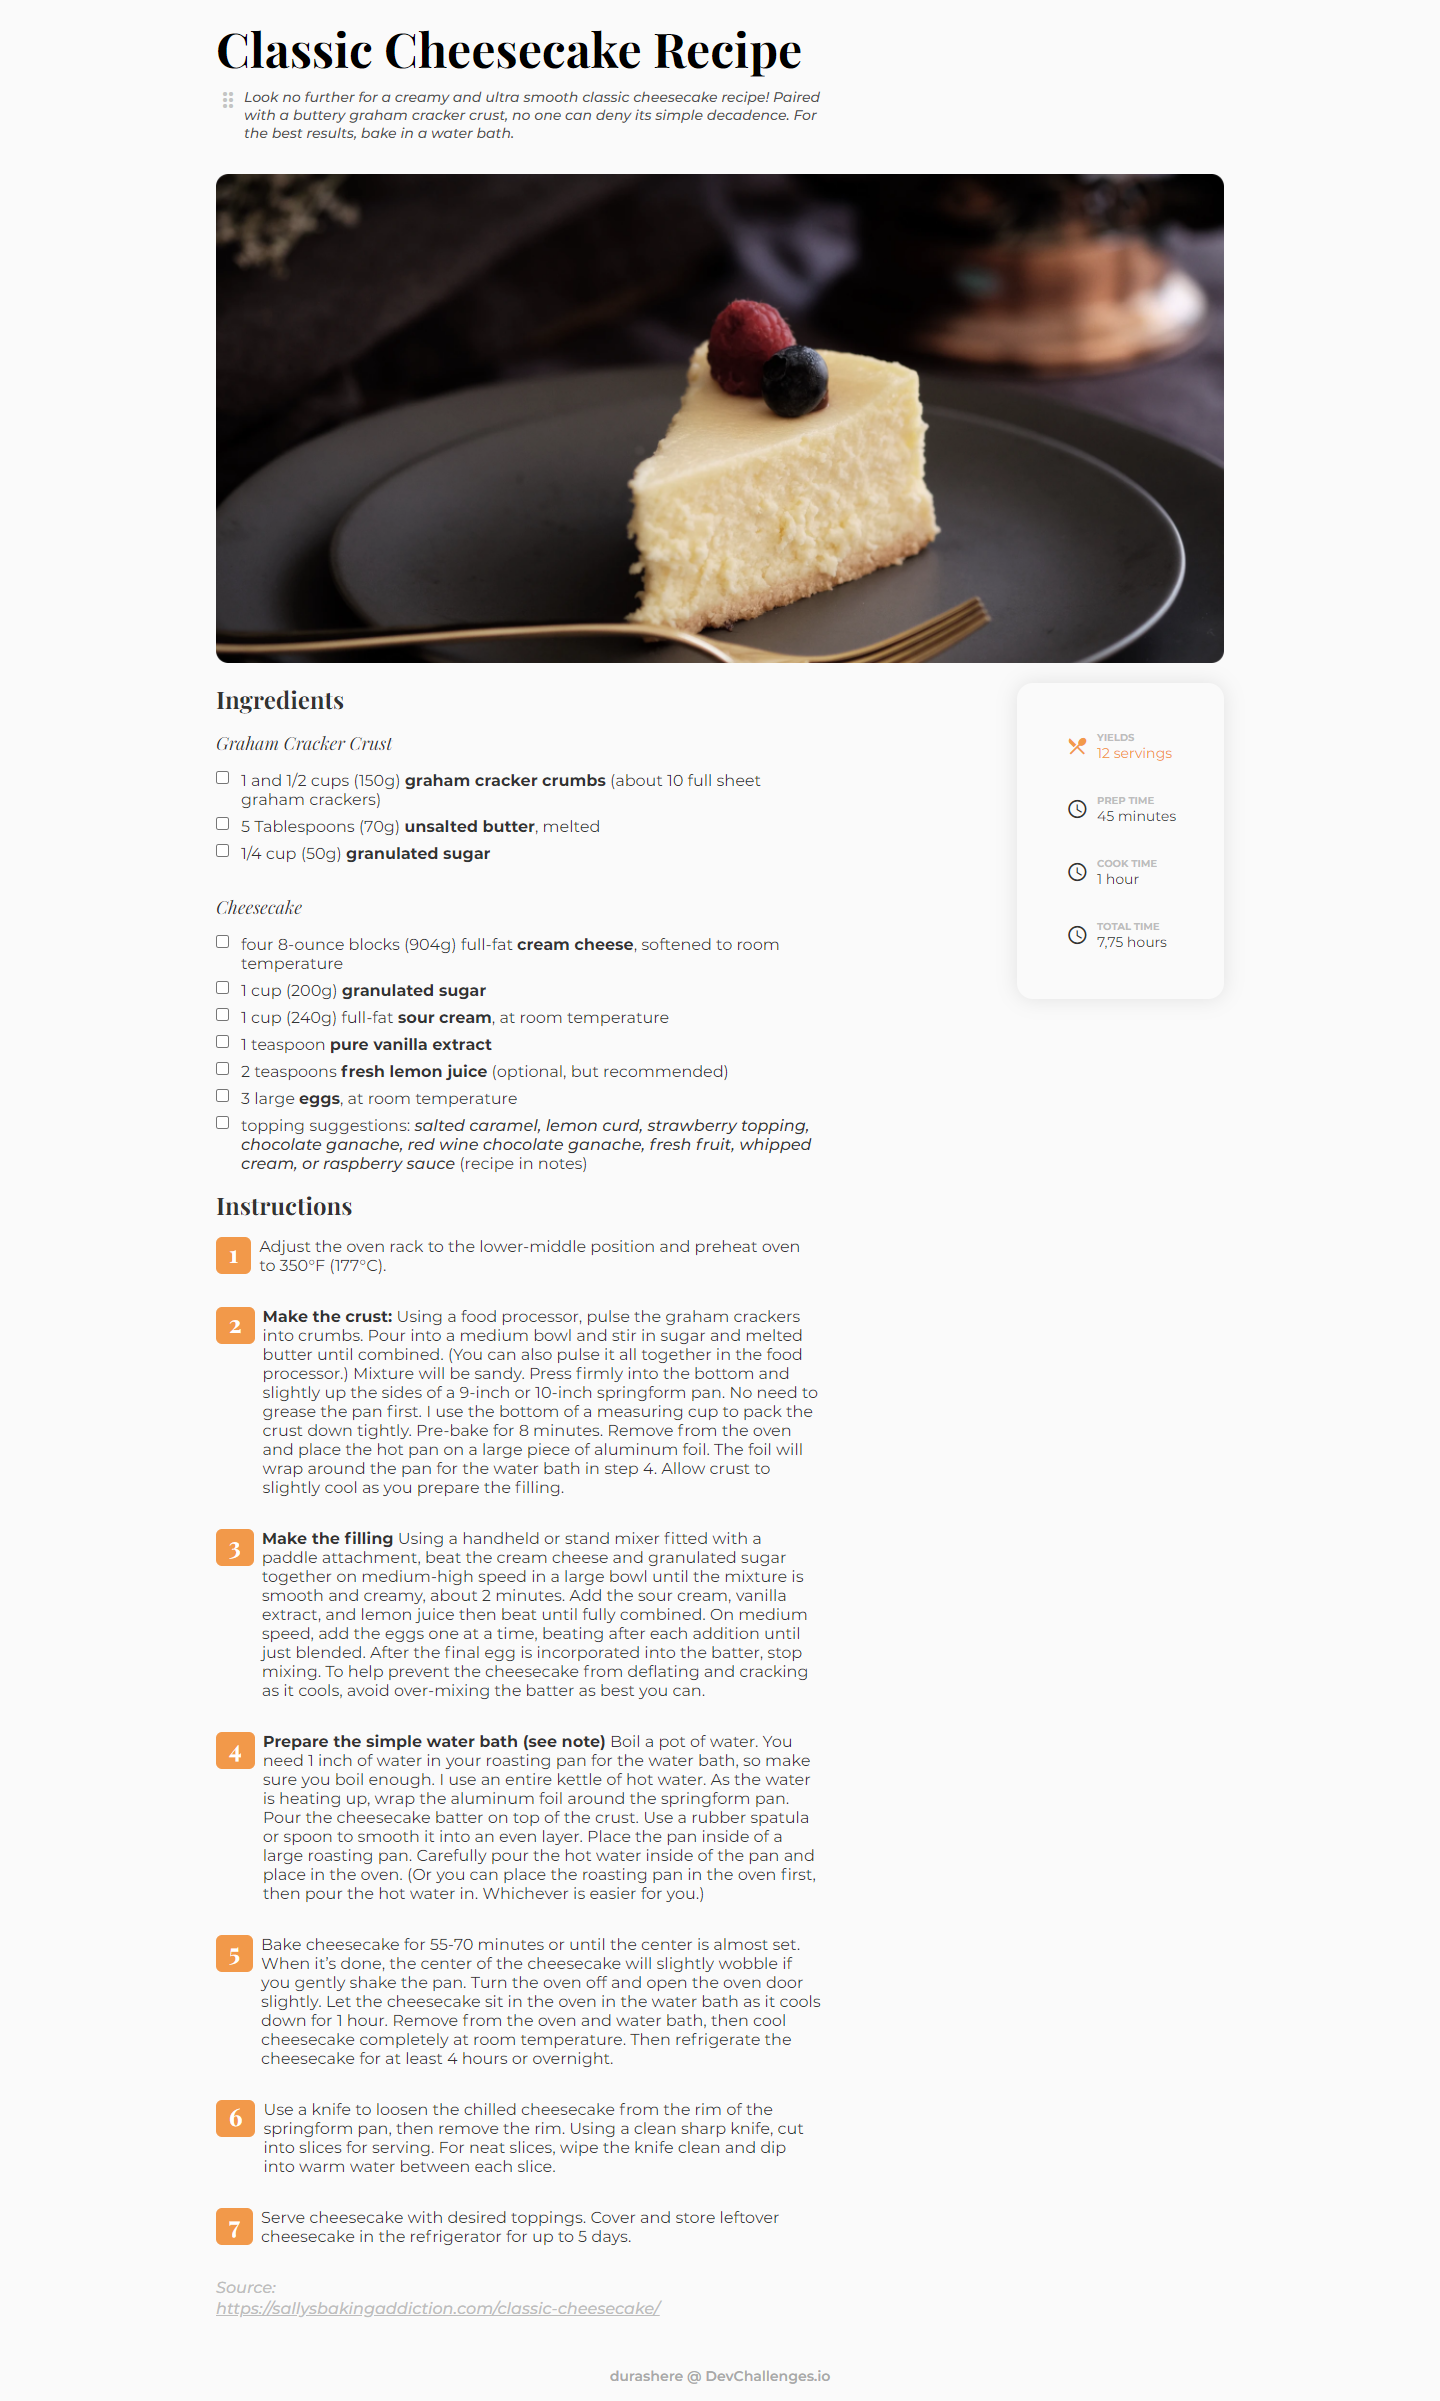 Classic Cheesecake Recipe
Look no further for a creamy and ultra smooth classic cheesecake recipe! Paired
with a buttery graham cracker crust, no one can deny its simple decadence. For
the best results, bake in a water bath.
Ingredients
Graham Cracker Crust
1 and 1/2 cups (150g) graham cracker crumbs (about 10 full sheet
graham crackers)
5 Tablespoons (70g) unsalted butter, melted
1/4 cup (50g) granulated sugar
Cheesecake
four 8-ounce blocks (904g) full-fat cream cheese, softened to room
temperature
1 cup (200g) granulated sugar
1 cup (240g) full-fat sour cream, at room temperature
1 teaspoon pure vanilla extract
2 teaspoons fresh lemon juice (optional, but recommended)
3 large eggs, at room temperature
topping suggestions: salted caramel, lemon curd, strawberry topping,
chocolate ganache, red wine chocolate ganache, fresh fruit, whipped
cream, or raspberry sauce (recipe in notes)
YIELDS
12 servings
PREP TIME
45 minutes
COOK TIME
1 hour
TOTAL TIME
7,75 hours
Instructions
1 Adjust the oven rack to the lower-middle position and preheat oven
to 350°F (177°C).
2 Make the crust: Using a food processor, pulse the graham crackers
into crumbs. Pour into a medium bowl and stir in sugar and melted
butter until combined. (You can also pulse it all together in the food
processor.) Mixture will be sandy. Press firmly into the bottom and
slightly up the sides of a 9-inch or 10-inch springform pan. No need to
grease the pan first. I use the bottom of a measuring cup to pack the
crust down tightly. Pre-bake for 8 minutes. Remove from the oven
and place the hot pan on a large piece of aluminum foil. The foil will
wrap around the pan for the water bath in step 4. Allow crust to
slightly cool as you prepare the filling.
3 Make the filling Using a handheld or stand mixer fitted with a
paddle attachment, beat the cream cheese and granulated sugar
together on medium-high speed in a large bowl until the mixture is
smooth and creamy, about 2 minutes. Add the sour cream, vanilla
extract, and lemon juice then beat until fully combined. On medium
speed, add the eggs one at a time, beating after each addition until
just blended. After the final egg is incorporated into the batter, stop
mixing. To help prevent the cheesecake from deflating and cracking
as it cools, avoid over-mixing the batter as best you can.
4 Prepare the simple water bath (see note) Boil a pot of water. You
need 1 inch of water in your roasting pan for the water bath, so make
sure you boil enough. I use an entire kettle of hot water. As the water
is heating up, wrap the aluminum foil around the springform pan.
Pour the cheesecake batter on top of the crust. Use a rubber spatula
or spoon to smooth it into an even layer. Place the pan inside of a
large roasting pan. Carefully pour the hot water inside of the pan and
place in the oven. (Or you can place the roasting pan in the oven first,
then pour the hot water in. Whichever is easier for you.)
5 Bake cheesecake for 55-70 minutes or until the center is almost set.
When it's done, the center of the cheesecake will slightly wobble if
you gently shake the pan. Turn the oven off and open the oven door
slightly. Let the cheesecake sit in the oven in the water bath as it cools
down for 1 hour. Remove from the oven and water bath, then cool
cheesecake completely at room temperature. Then refrigerate the
cheesecake for at least 4 hours or overnight.
6 Use a knife to loosen the chilled cheesecake from the rim of the
springform pan, then remove the rim. Using a clean sharp knife, cut
into slices for serving. For neat slices, wipe the knife clean and dip
into warm water between each slice.
7 Serve cheesecake with desired toppings. Cover and store leftover
cheesecake in the refrigerator for up to 5 days.
Source:
https://sallysbakingaddiction.com/classic-cheesecake/
durashere @ DevChallenges.io